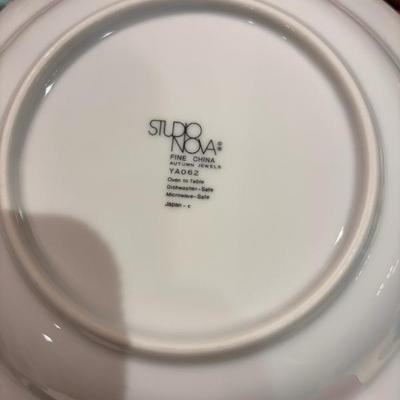 STUDIO
NOVA®
FINE CHINA
AUTUMN JEWELS
YA062
Oven to Table
Dishwasher-Safe
Microwave-Safe
Japan - c